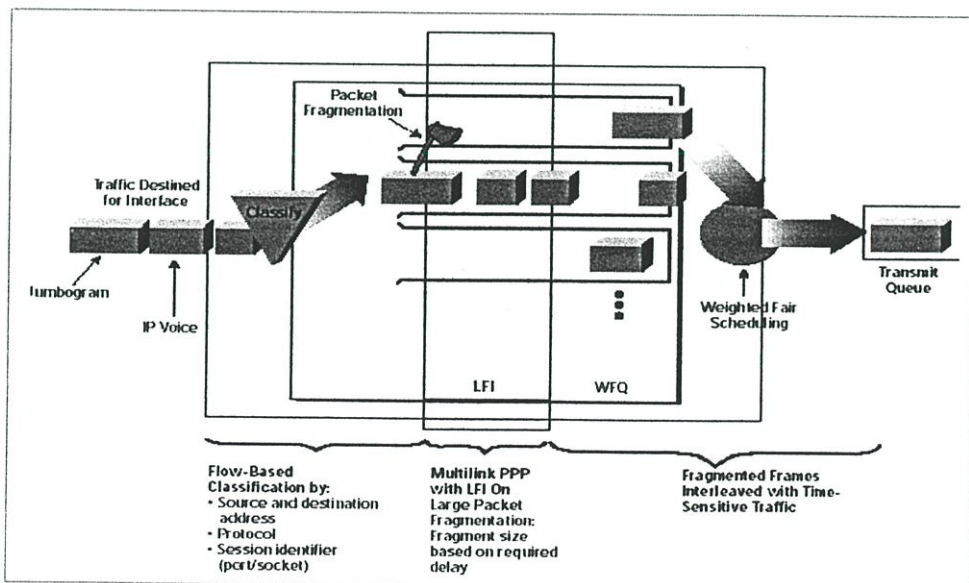 Packet
Fragmentation
Traffic Destined
for Interface
Classify
Jumbogram
IP Voice
LFI
WFQ
Weighted Fair
Scheduling
Transmit
Queue
Flow-Based
Classification by:
• Source and destination
address
• Protocol
• Session identifier
(port/socket)
Multilink PPP
with LFI On
Large Packet
Fragmentation:
Fragment size
based on required
delay
Fragmented Frames
Interleaved with Time-
Sensitive Traffic